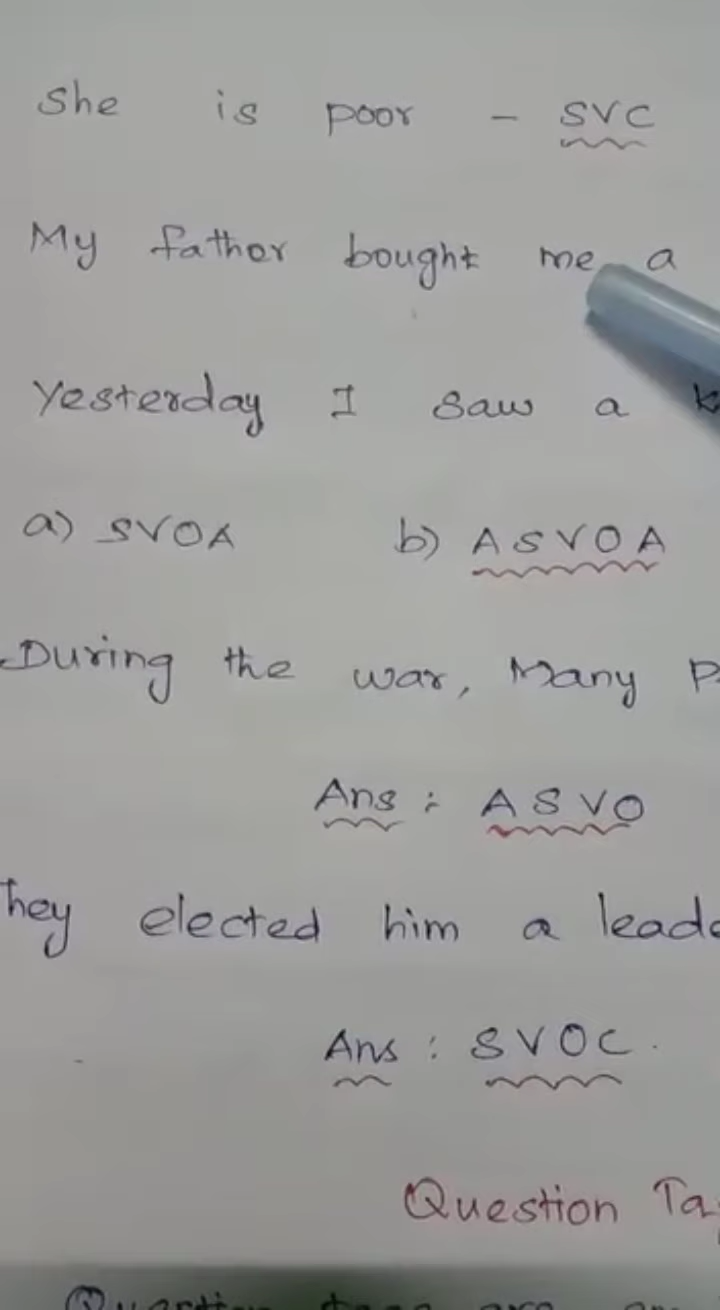 She is poor - SVC
My father bought me a
Yesterday I saw a
a) SVOA b) ASVOA
During the war, Many
Ans : ASVO
They elected him a
Ans : SVOC.
Question